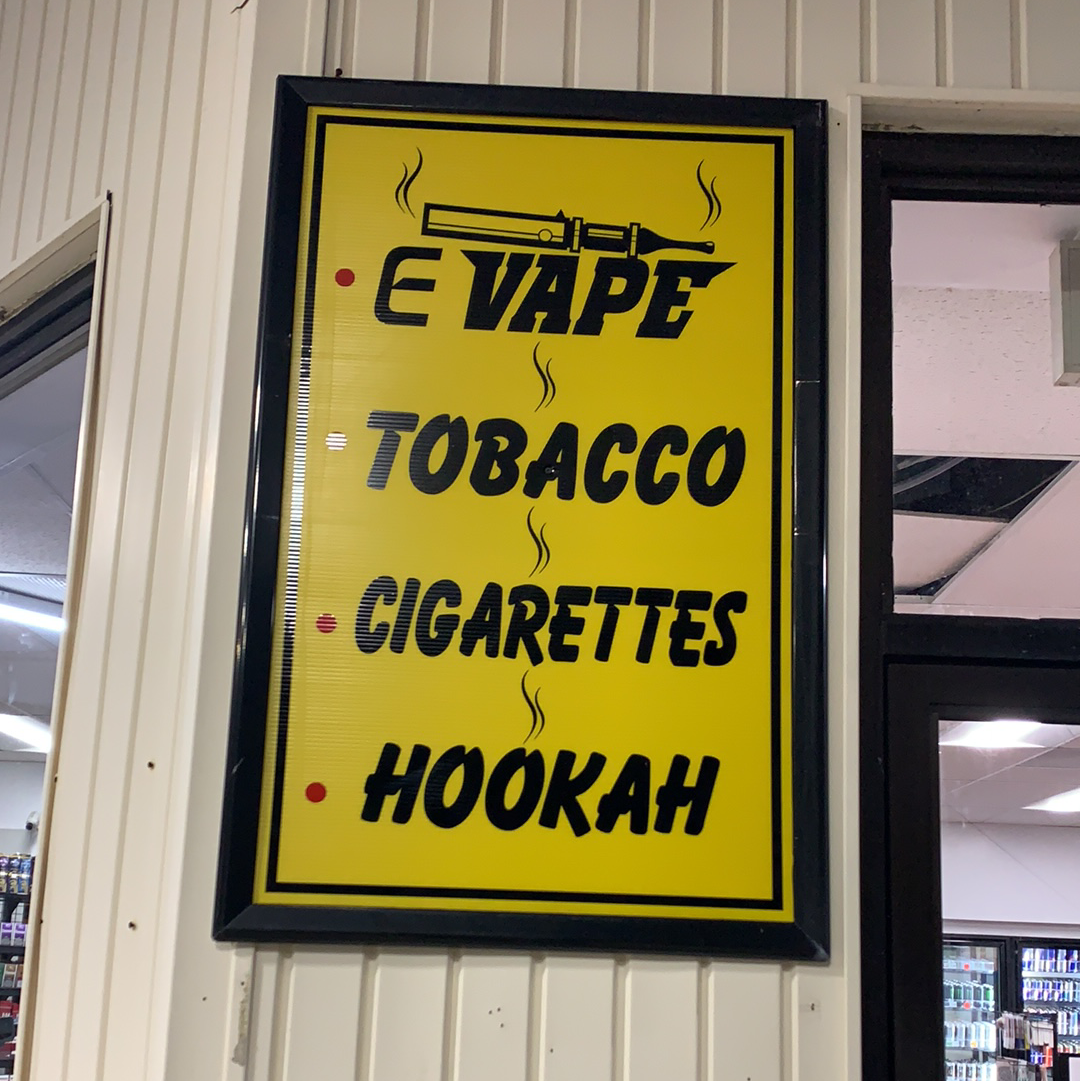 E VAPE
TOBACCO
CIGARETTES
HOOKAH